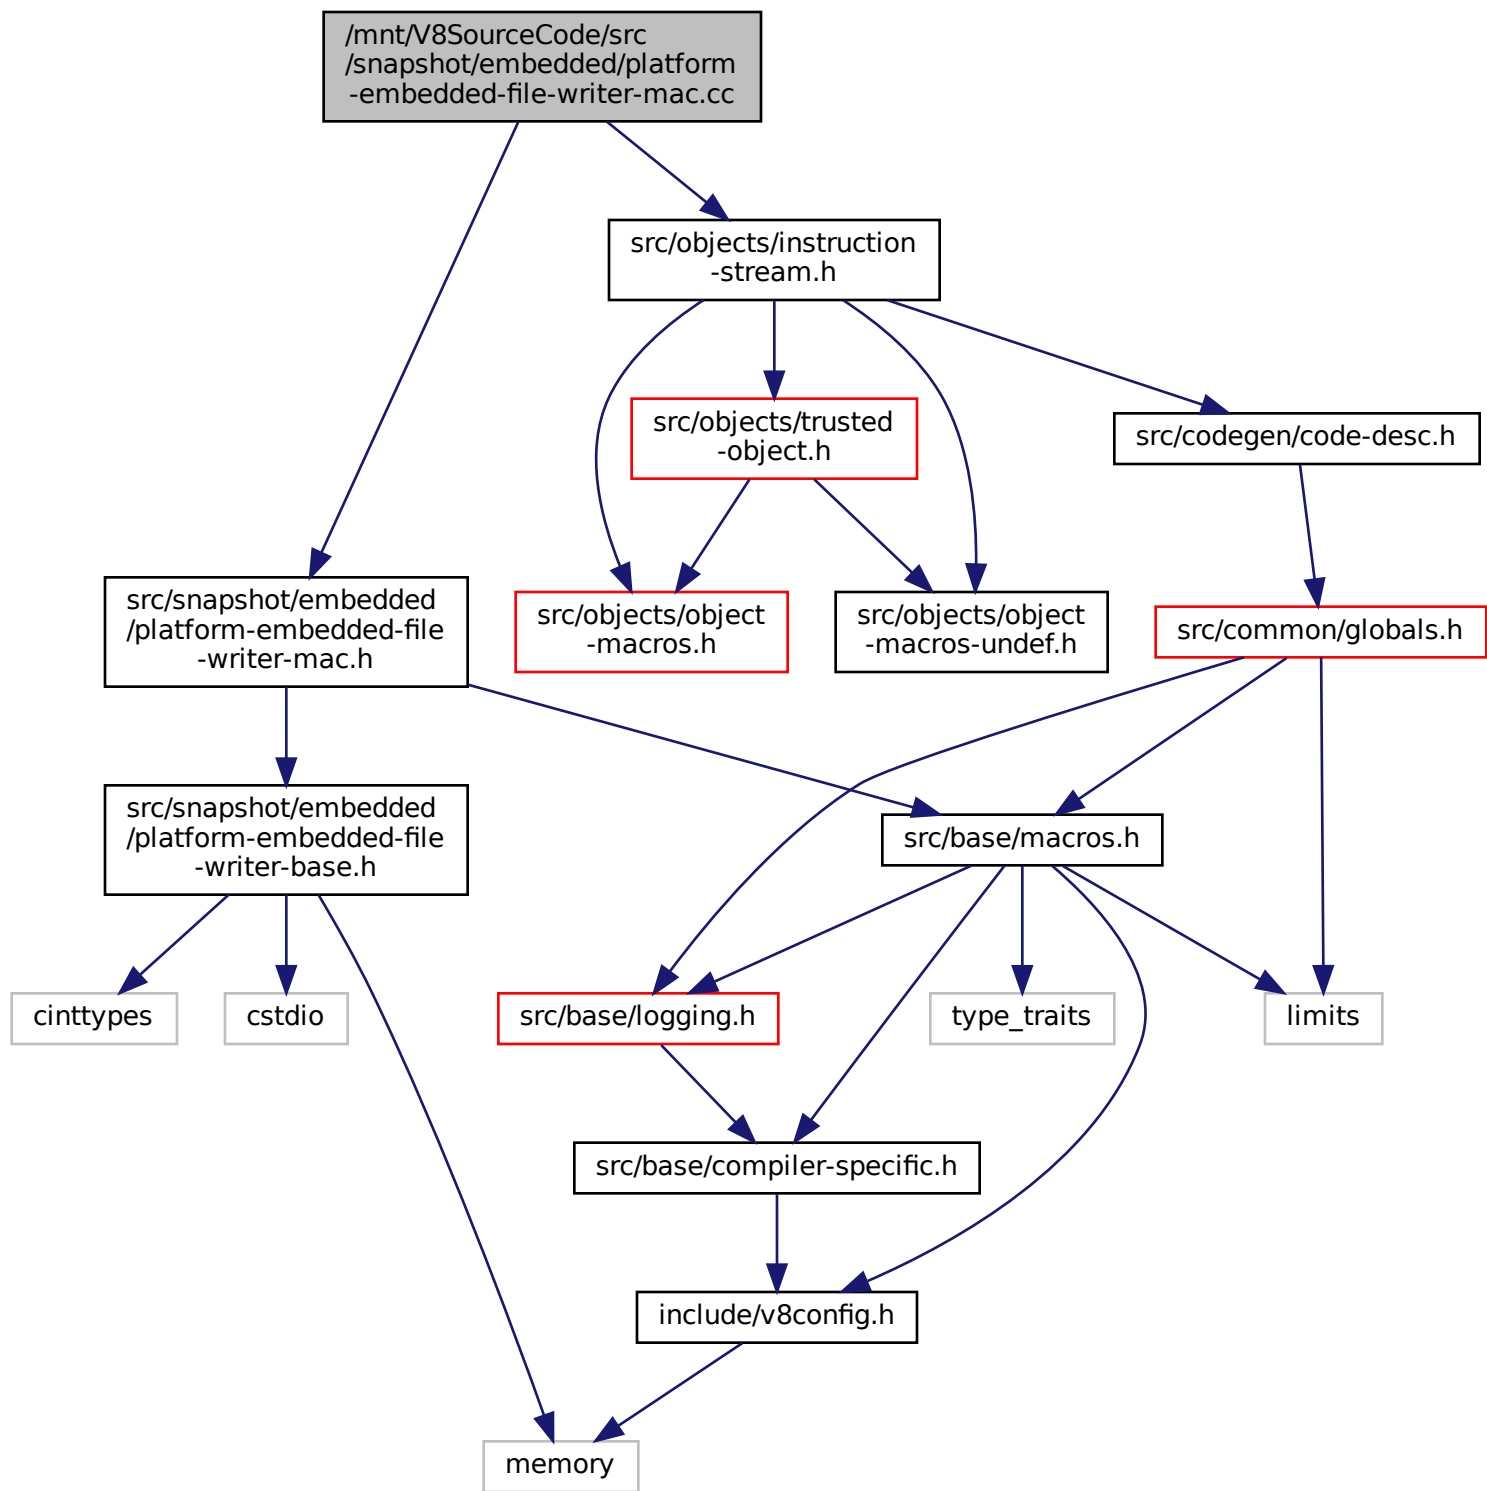 /mnt/V8SourceCode/src
/snapshot/embedded/platform
-embedded-file-writer-mac.cc
src/objects/instruction
-stream.h
src/objects/trusted
-object.h
src/codegen/code-desc.h
src/snapshot/embedded
/platform-embedded-file
-writer-mac.h
src/objects/object
-macros.h
src/objects/object
-macros-undef.h
src/common/globals.h
src/snapshot/embedded
/platform-embedded-file
-writer-base.h
src/base/macros.h
cinttypes
cstdio
src/base/logging.h
type_traits
limits
src/base/compiler-specific.h
include/v8config.h
memory